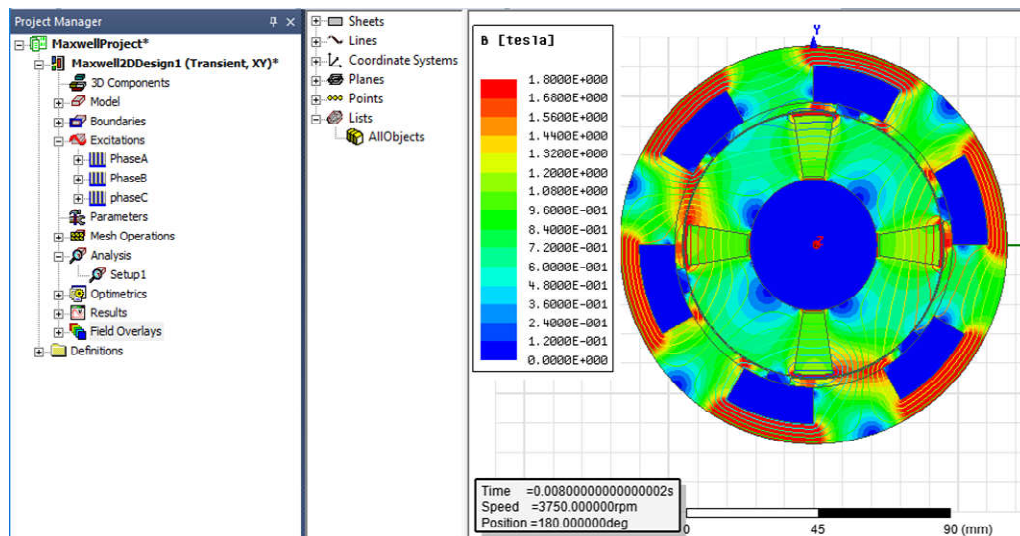 Project Manager
MaxwellProject*
Maxwell2DDesign1 (Transient, XY)*
3D Components
Model
Boundaries
Excitations
PhaseA
PhaseB
phaseC
Parameters
Mesh Operations
Analysis
Setup1
Optimetrics
Results
Field Overlays
Definitions
Sheets
Lines
Coordinate Systems
Planes
Points
Lists
AllObjects
B [tesla]
1.8000E+000
1.6800E+000
1.5600E+000
1.4400E+000
1.3200E+000
1.2000E+000
1.0800E+000
9.6000E-001
8.4000E-001
7.2000E-001
6.0000E-001
4.8000E-001
3.6000E-001
2.4000E-001
1.2000E-001
0.0000E+000
Y
Time =0.00800000000000002s
Speed =3750.000000rpm
Position =180.000000deg
0 45 90 (mm)